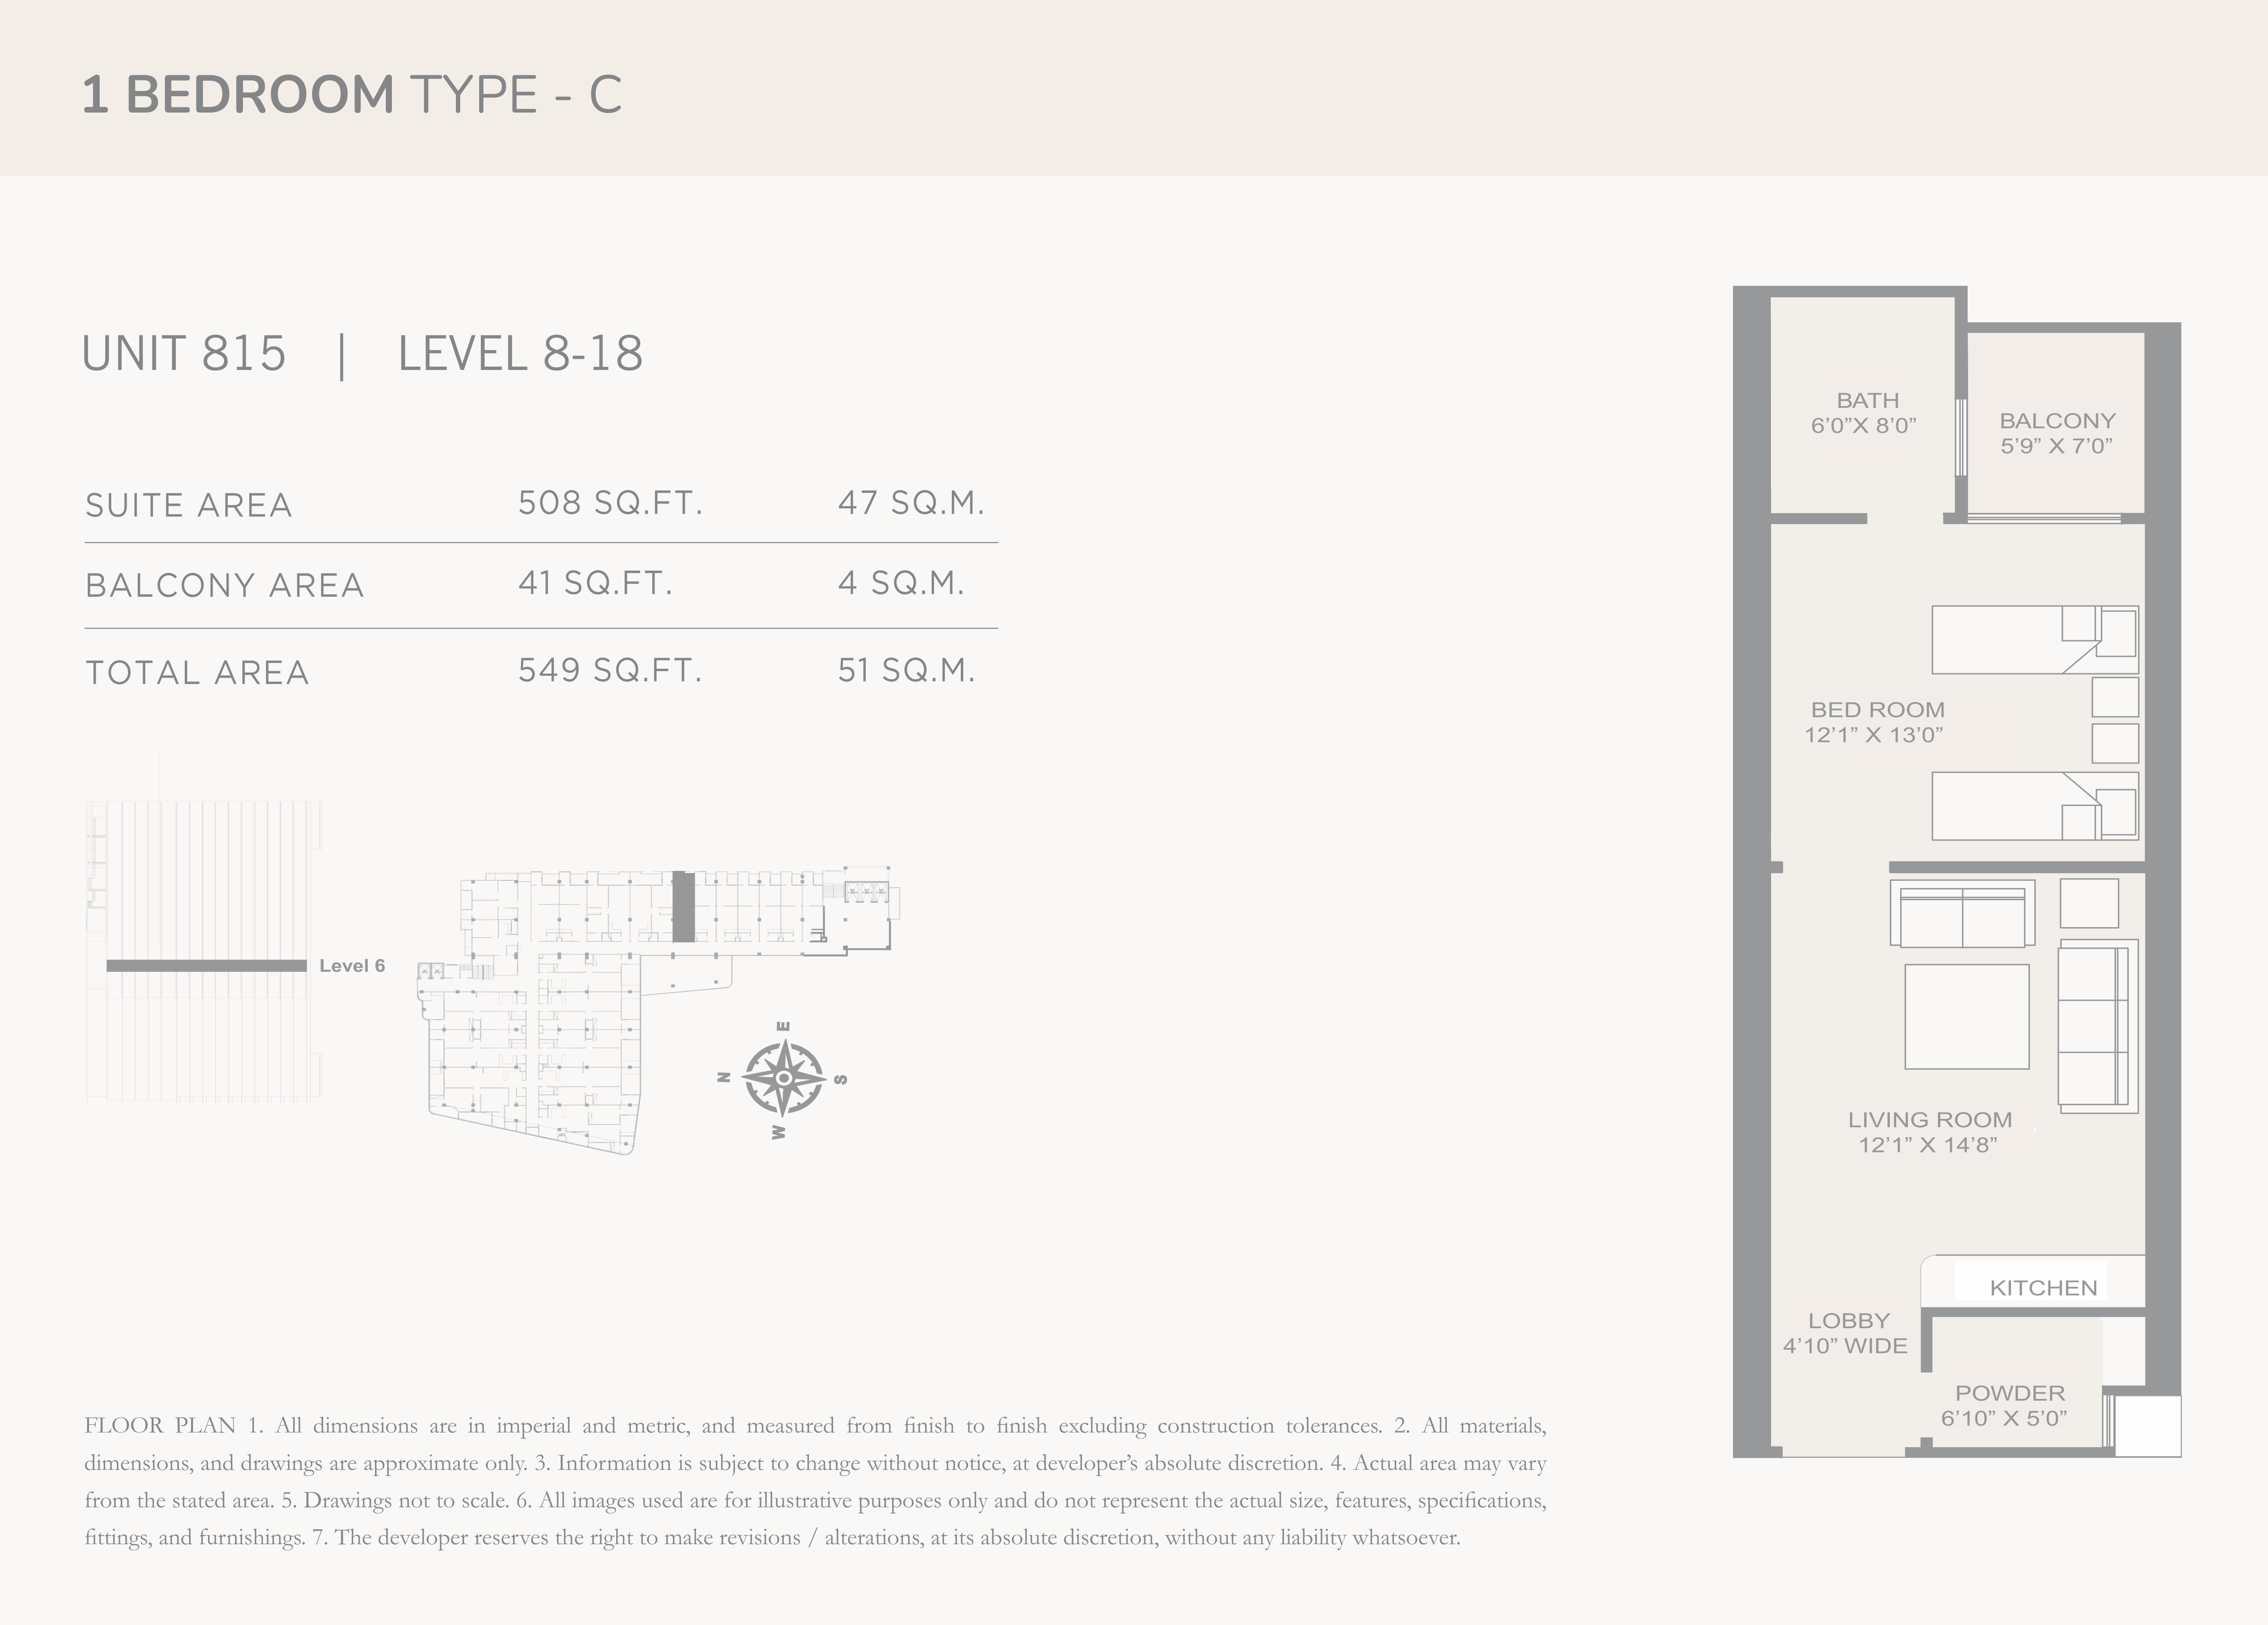 1 BEDROOM TYPE - C
UNIT 815 | LEVEL 8-18
SUITE AREA 508 SQ.FT. 47 SQ.M.
BALCONY AREA 41 SQ.FT. 4 SQ.M.
TOTAL AREA 549 SQ.FT. 51 SQ.M.
Level 6
E
N
S
W
FLOOR PLAN 1. All dimensions are in imperial and metric, and measured from finish to finish excluding construction tolerances. 2. All materials,
dimensions, and drawings are approximate only. 3. Information is subject to change without notice, at developer’s absolute discretion. 4. Actual area may vary
from the stated area. 5. Drawings not to scale. 6. All images used are for illustrative purposes only and do not represent the actual size, features, specifications,
fittings, and furnishings. 7. The developer reserves the right to make revisions / alterations, at its absolute discretion, without any liability whatsoever.
BATH
6’0”X 8’0”
BALCONY
5’9” X 7’0”
BED ROOM
12’1” X 13’0”
LIVING ROOM
12’1” X 14’8”
KITCHEN
LOBBY
4’10” WIDE
POWDER
6’10” X 5’0”